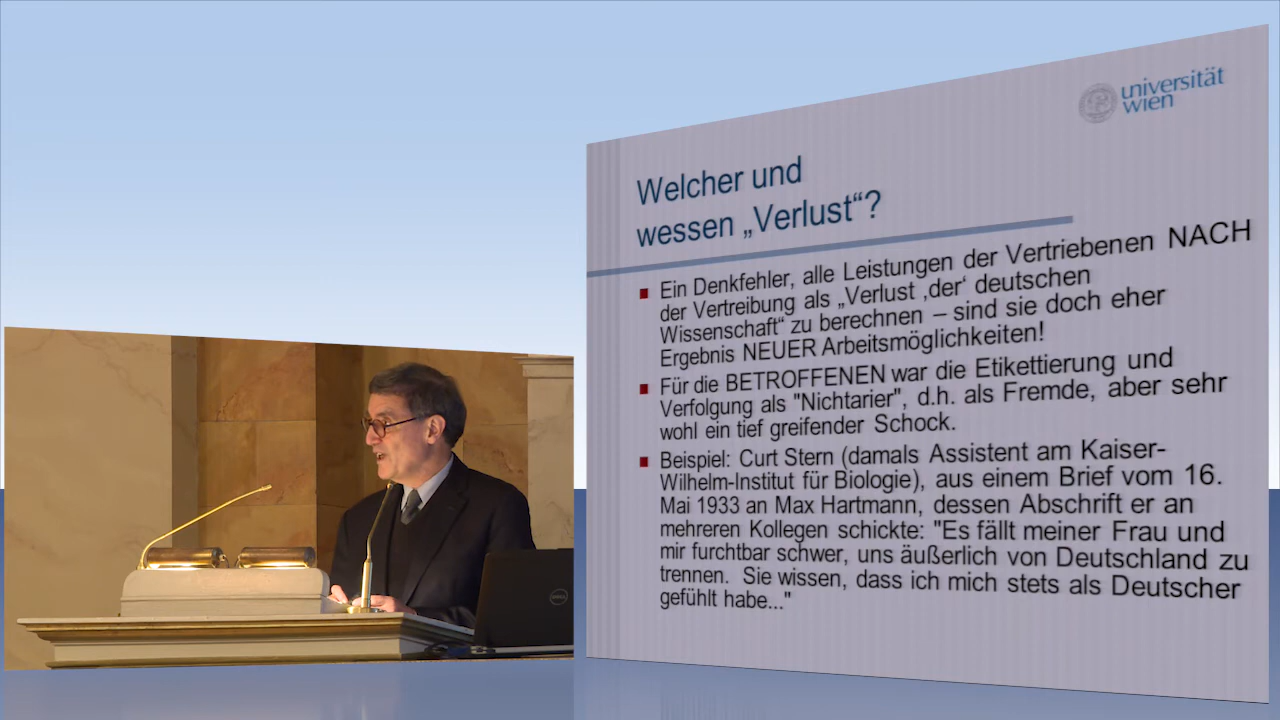 universität
wien
Welcher und
wessen „Verlust“?
Ein Denkfehler, alle Leistungen der Vertriebenen NACH
der Vertreibung als „Verlust ‚der‘ deutschen
Wissenschaft“ zu berechnen – sind sie doch eher
Ergebnis NEUER Arbeitsmöglichkeiten!
Für die BETROFFENEN war die Etikettierung und
Verfolgung als "Nichtarier", d.h. als Fremde, aber sehr
wohl ein tief greifender Schock.
Beispiel: Curt Stern (damals Assistent am Kaiser-
Wilhelm-Institut für Biologie), aus einem Brief vom 16.
Mai 1933 an Max Hartmann, dessen Abschrift er an
mehreren Kollegen schickte: "Es fällt meiner Frau und
mir furchtbar schwer, uns äußerlich von Deutschland zu
trennen. Sie wissen, dass ich mich stets als Deutscher
gefühlt habe..."
DELL